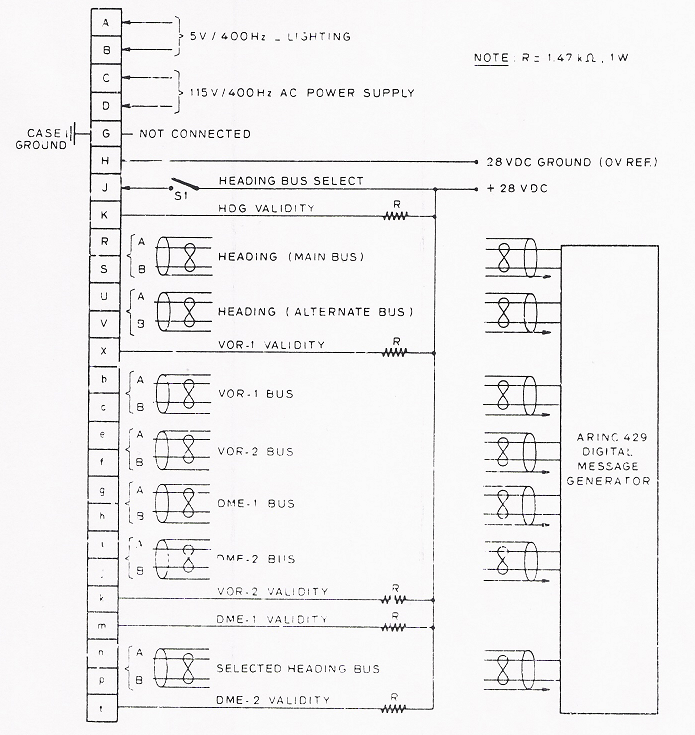 A
5V / 400Hz _ LIGHTING
B
NOTE : R = 1.47 kΩ , 1W
C
115V/400Hz AC POWER SUPPLY
D
CASE
GROUND
G
NOT CONNECTED
H
28 VDC GROUND (OV REF.)
J
S1
HEADING BUS SELECT
+ 28 VDC
K
HDG VALIDITY
R
R
A
S
B
HEADING (MAIN BUS)
U
A
V
B
HEADING ( ALTERNATE BUS )
X
VOR-1 VALIDITY
R
b
A
c
B
VOR-1 BUS
e
A
f
B
VOR-2 BUS
ARINC 429
DIGITAL
MESSAGE
GENERATOR
g
A
h
B
DME-1 BUS
i
A
B
DME-2 BUS
k
VOR-2 VALIDITY
R
m
DME-1 VALIDITY
R
n
A
p
B
SELECTED HEADING BUS
t
DME-2 VALIDITY
R